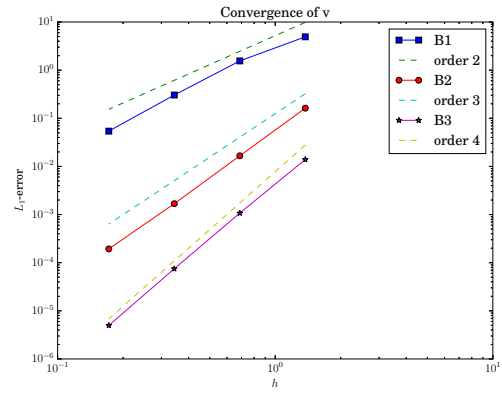 Convergence of v
10^1
10^0
10^-1
10^-2
10^-3
10^-4
10^-5
10^-6
L_1-error
10^-1
10^0
10^1
h
B1
order 2
B2
order 3
B3
order 4